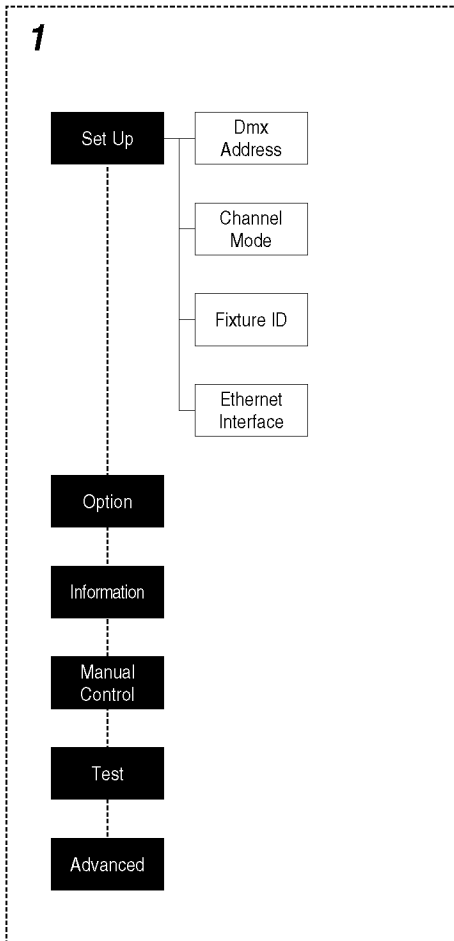 1
Set Up
Dmx
Address
Channel
Mode
Fixture ID
Ethernet
Interface
Option
Information
Manual
Control
Test
Advanced